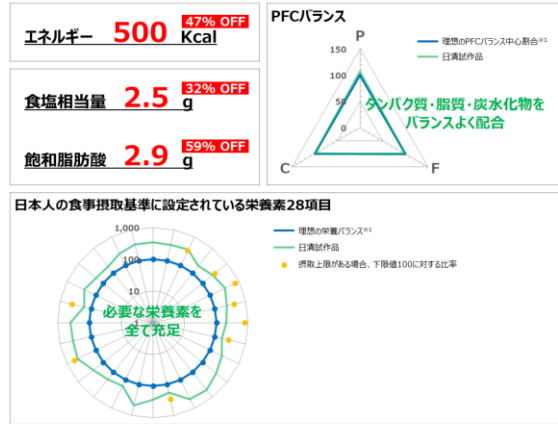 エネルギー 500 Kcal 47% OFF
食塩相当量 2.5 g 32% OFF
飽和脂肪酸 2.9 g 59% OFF
PFCバランス
P
150
100
50
0
C
F
理想のPFCバランス中心割合※1
日清試作品
タンパク質・脂質・炭水化物を
バランスよく配合
日本人の食事摂取基準に設定されている栄養素28項目
1,000
100
10
1
理想の栄養バランス※1
日清試作品
摂取上限がある場合、下限値100に対する比率
必要な栄養素を
全て充足